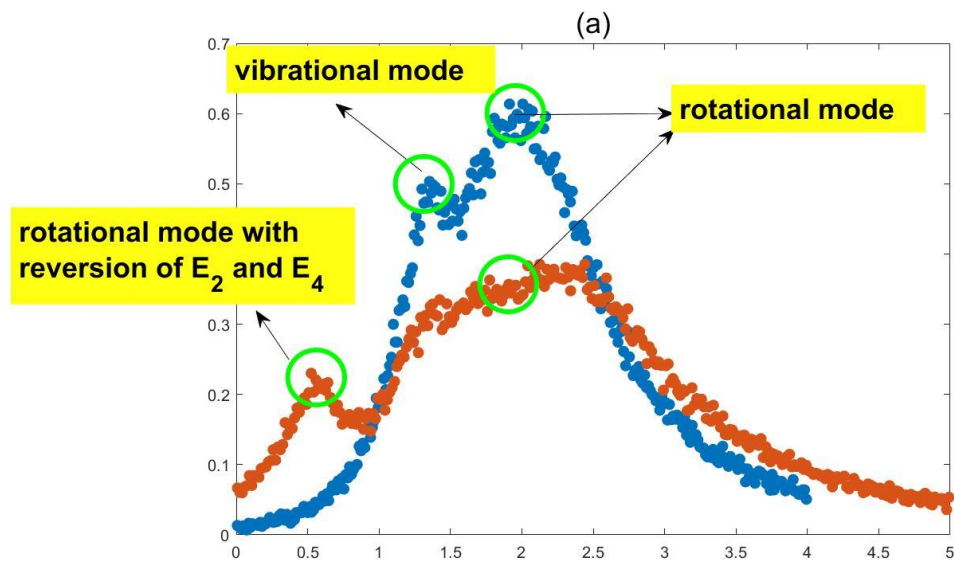 (a)
0.7
vibrational mode
0.6
rotational mode
0.5
rotational mode with
reversion of E₂ and E₄
0.3
0.2
0.1
0
0 0.5 1 1.5 2 2.5 3 3.5 4 4.5 5